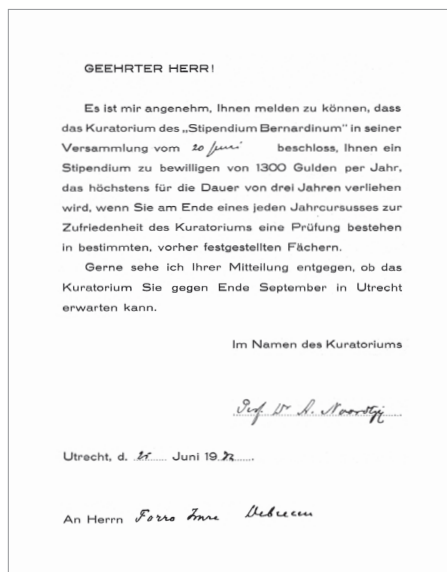 GEEHRTER HERR!
Es ist mir angenehm, Ihnen melden zu können, dass
das Kuratorium des „Stipendium Bernardinum” in seiner
Versammlung vom 20 Juni beschloss, Ihnen ein
Stipendium zu bewilligen von 1300 Gulden per Jahr,
das höchstens für die Dauer von drei Jahren verliehen
wird, wenn Sie am Ende eines jeden Jahrcursusses zur
Zufriedenheit des Kuratoriums eine Prüfung bestehen
in bestimmten, vorher festgestellten Fächern.
Gerne sehe ich Ihrer Mitteilung entgegen, ob das
Kuratorium Sie gegen Ende September in Utrecht
erwarten kann.
Im Namen des Kuratoriums
Prof Dr A. Noordtzij
Utrecht, d. Juni 19
An Herrn Forro Imre Debrecen